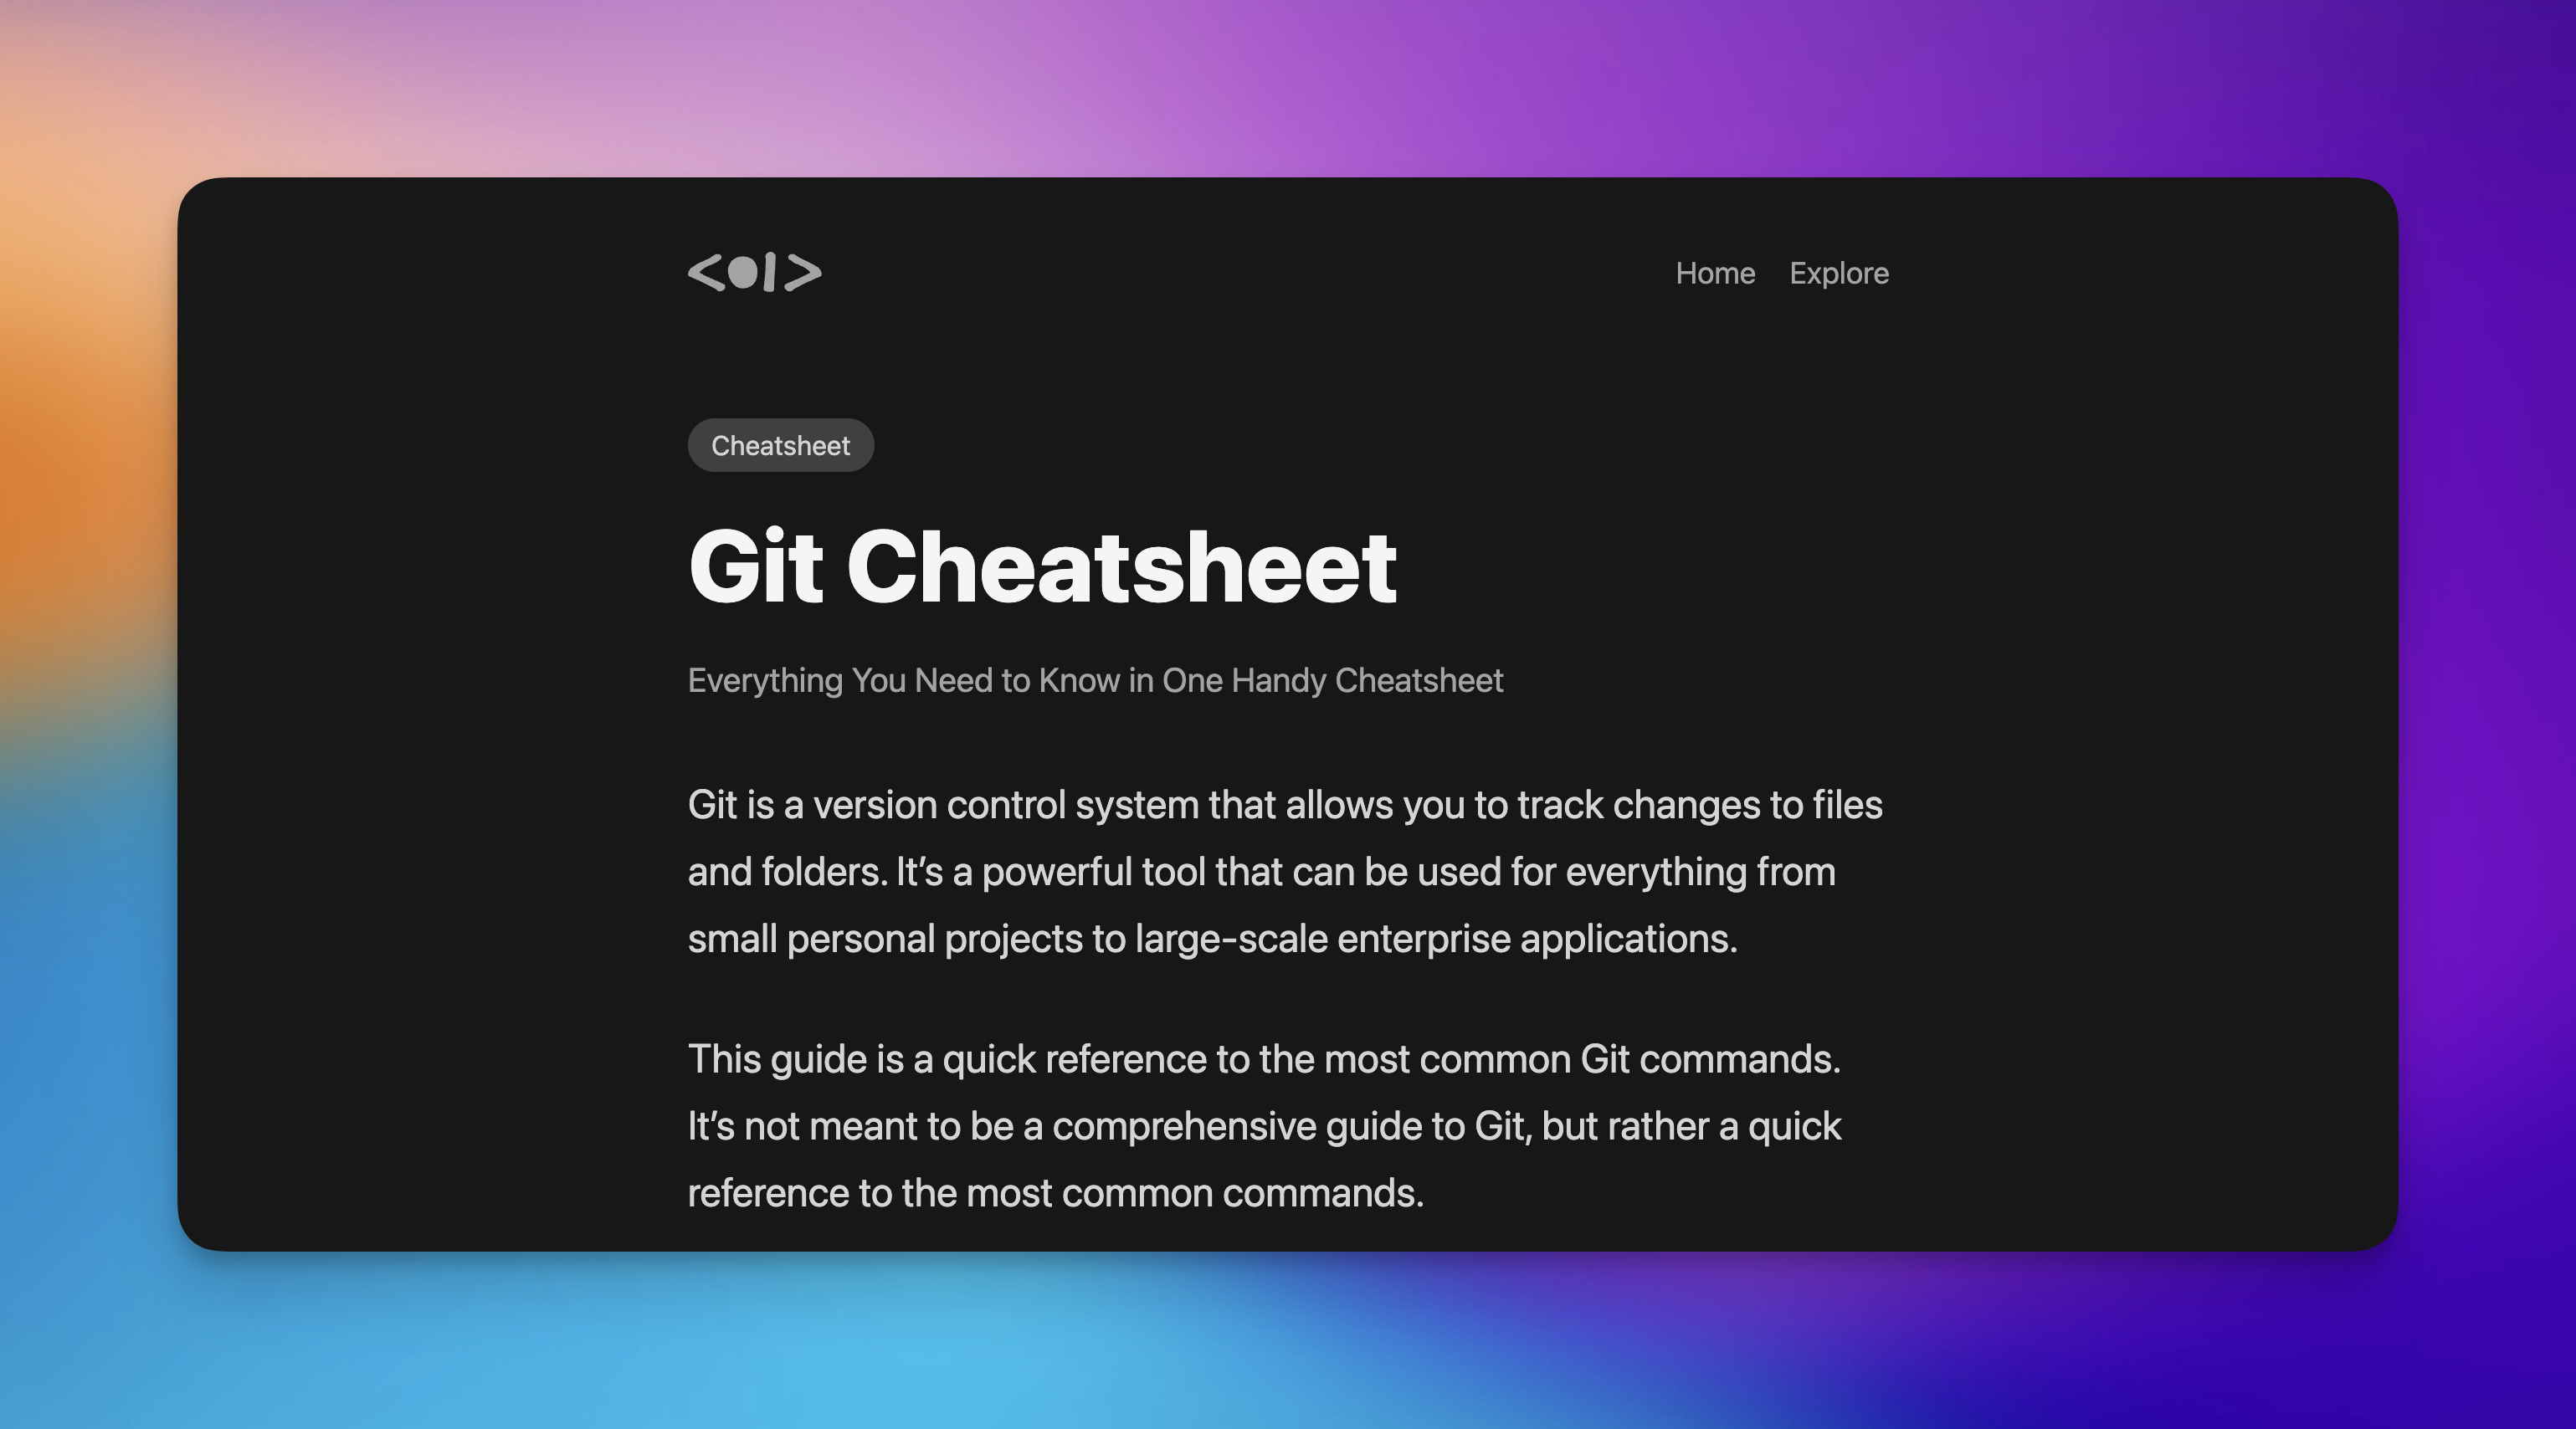 Home Explore
Cheatsheet
Git Cheatsheet
Everything You Need to Know in One Handy Cheatsheet
Git is a version control system that allows you to track changes to files
and folders. It’s a powerful tool that can be used for everything from
small personal projects to large-scale enterprise applications.
This guide is a quick reference to the most common Git commands.
It’s not meant to be a comprehensive guide to Git, but rather a quick
reference to the most common commands.